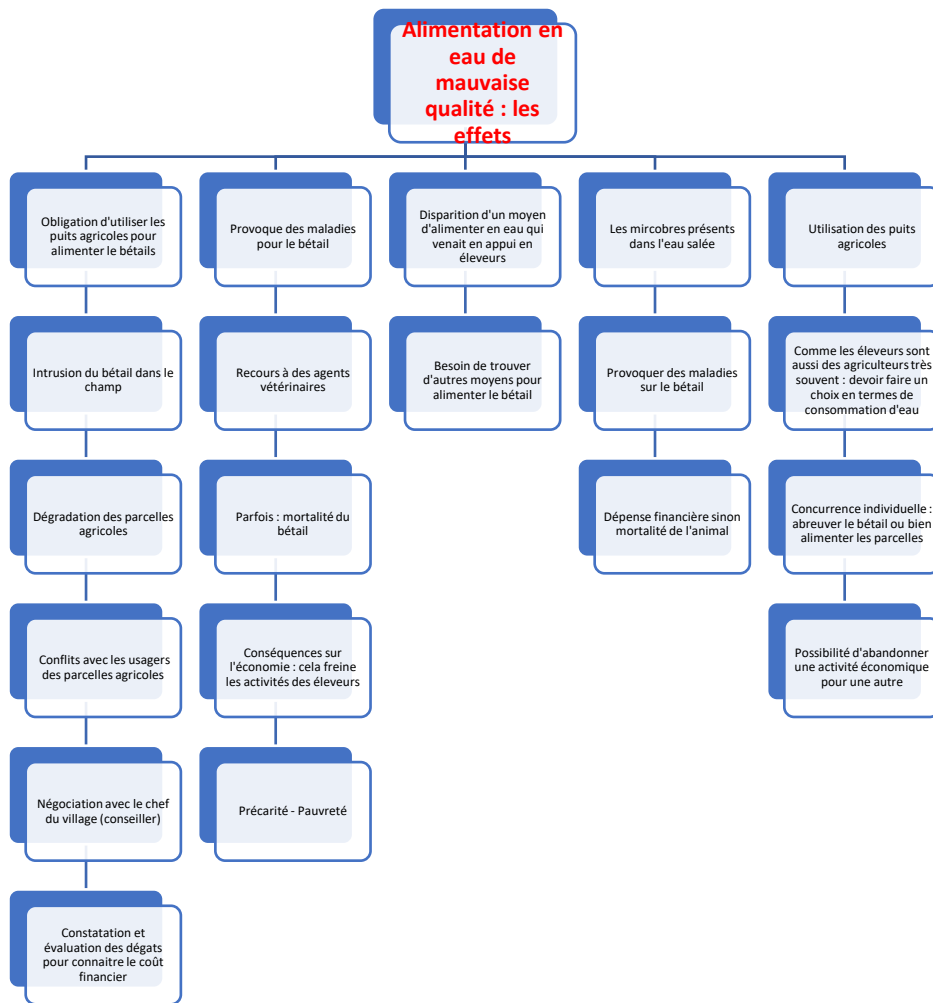 Alimentation en
eau de
mauvaise
qualité : les
effets
Obligation d'utiliser les
puits agricoles pour
alimenter le bétails
Intrusion du bétail dans le
champ
Dégradation des parcelles
agricoles
Conflits avec les usagers
des parcelles agricoles
Négociation avec le chef
du village (conseiller)
Constatation et
évaluation des dégats
pour connaitre le coût
financier
Provoque des maladies
pour le bétail
Recours à des agents
vétérinaires
Parfois : mortalité du
bétail
Conséquences sur
l'économie : cela freine
les activités des éleveurs
Précarité - Pauvreté
Disparition d'un moyen
d'alimenter en eau qui
venait en appui en
éleveurs
Besoin de trouver
d'autres moyens pour
alimenter le bétail
Les mircobres présents
dans l'eau salée
Provoquer des maladies
sur le bétail
Dépense financière sinon
mortalité de l'animal
Utilisation des puits
agricoles
Comme les éleveurs sont
aussi des agriculteurs très
souvent : devoir faire un
choix en termes de
consommation d'eau
Concurrence individuelle :
abreuver le bétail ou bien
alimenter les parcelles
Possibilité d'abandonner
une activité économique
pour une autre